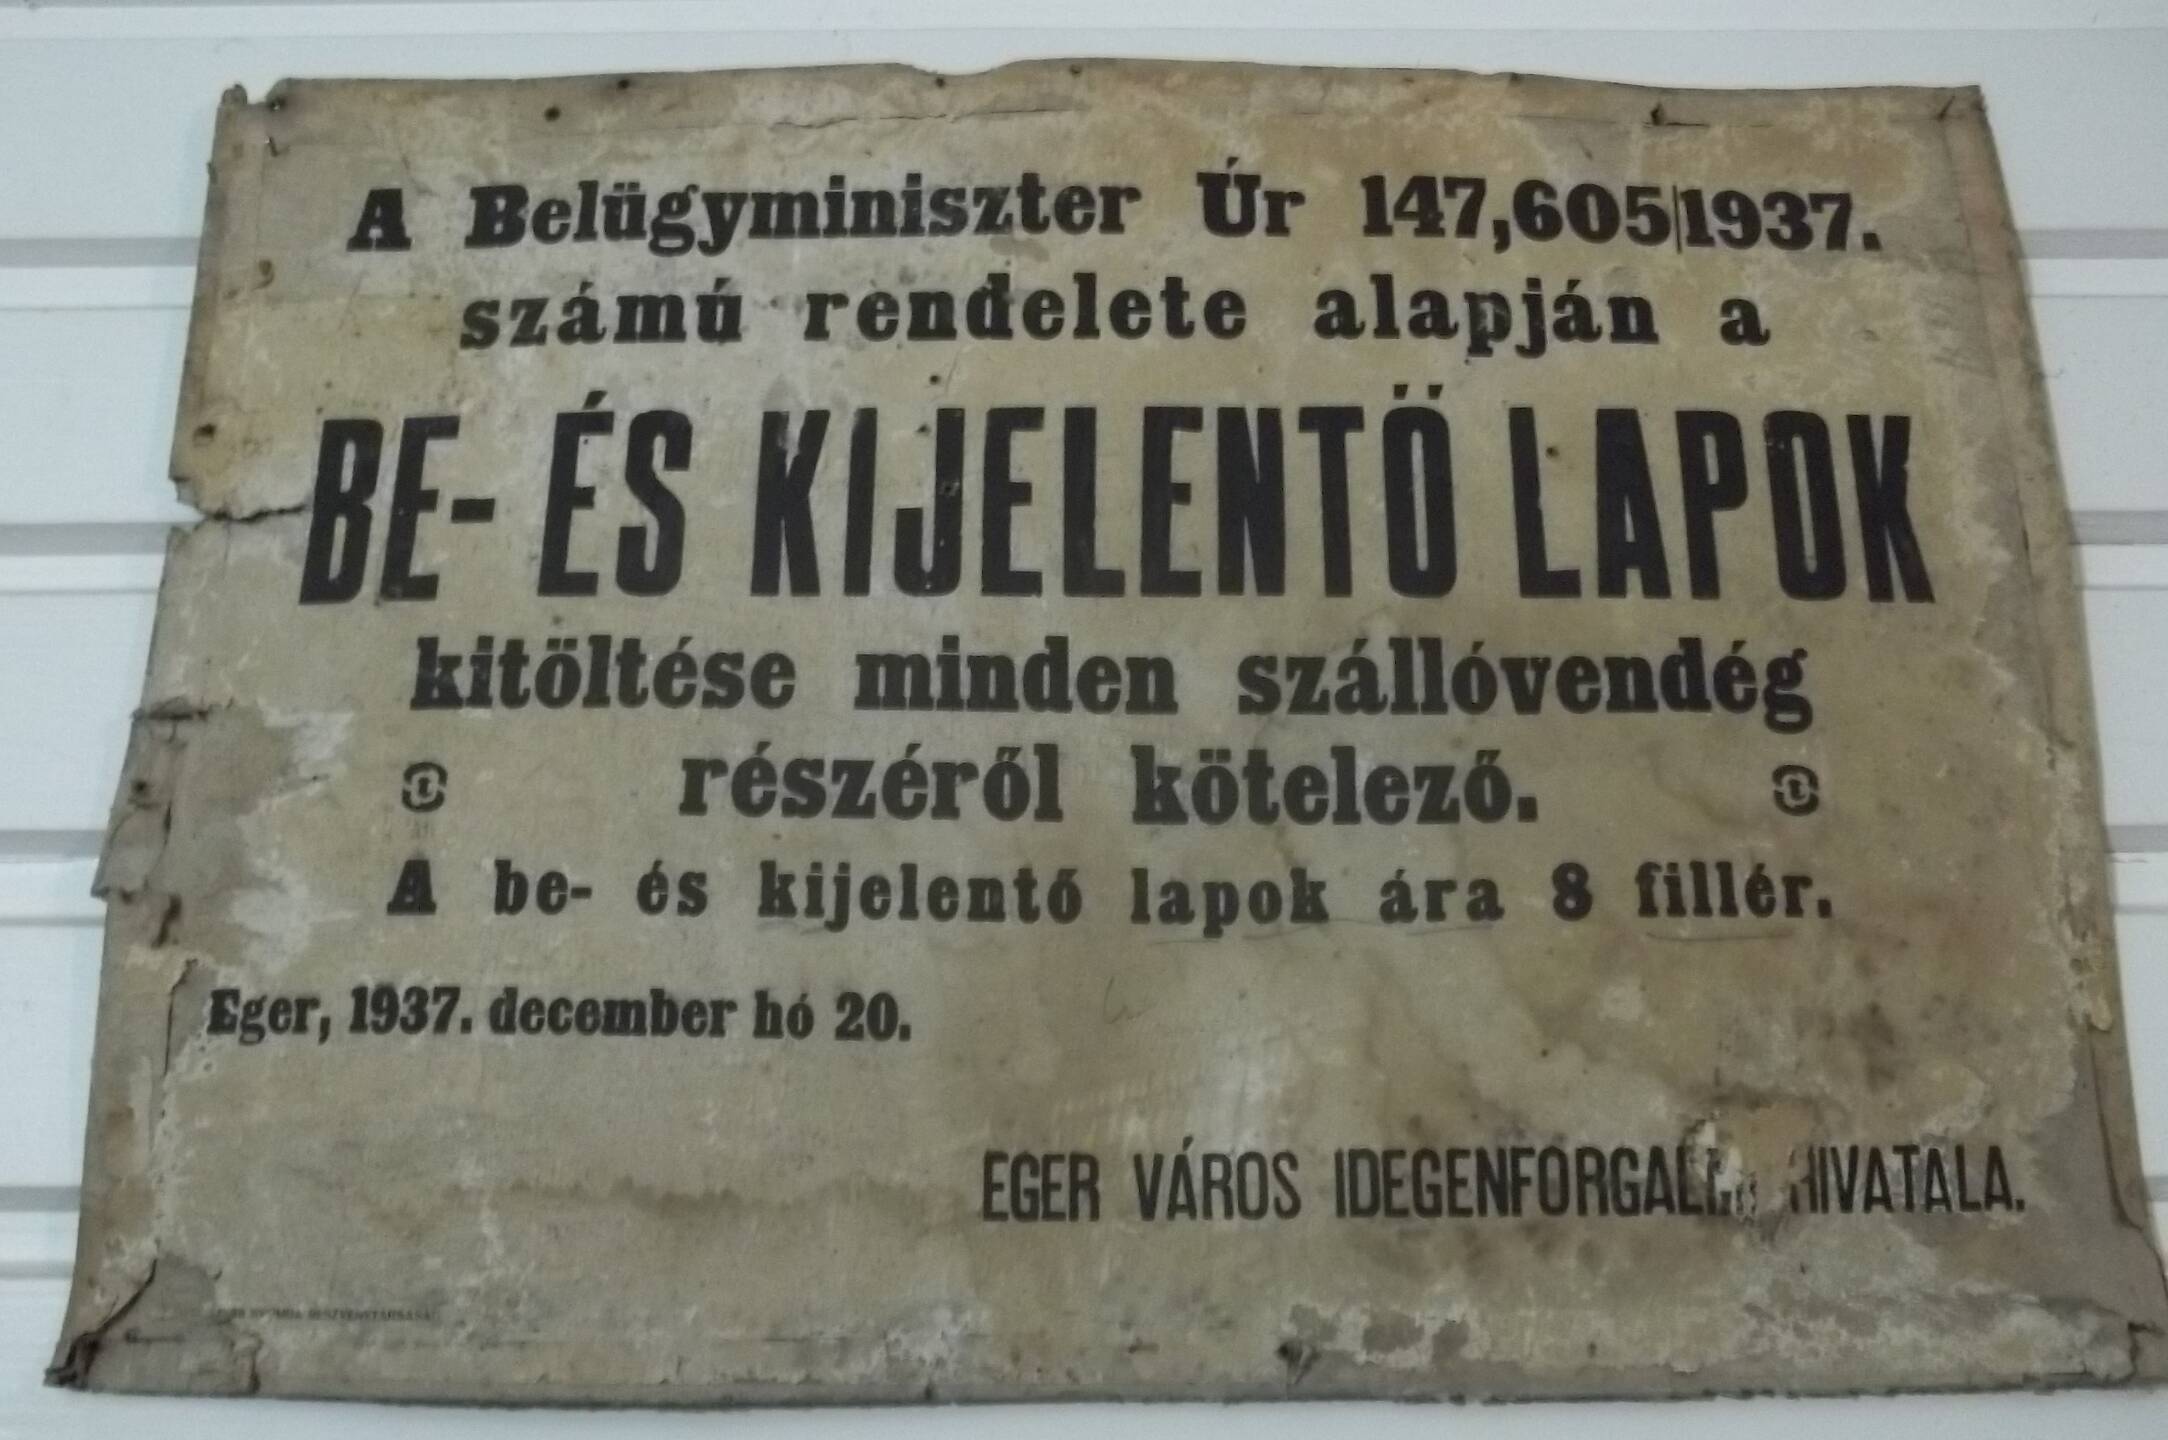 A Belügyminiszter Úr 147,605/1937.
számú rendelete alapján a
BE- ÉS KIJELENTŐ LAPOK
kitöltése minden szállóvendég
részéről kötelező.
A be- és kijelentő lapok ára 8 fillér.
Eger, 1937. december hó 20.
EGER VÁROS IDEGENFORGALMI HIVATALA.